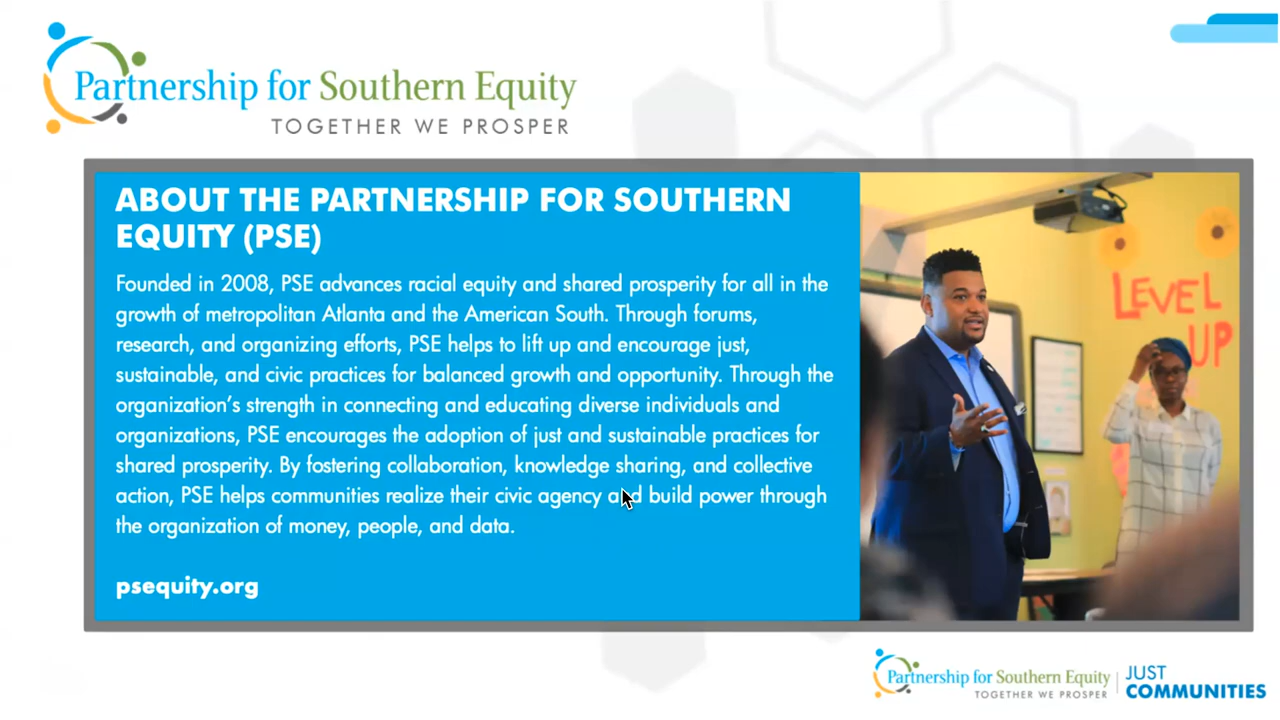 Partnership for Southern Equity
TOGETHER WE PROSPER
ABOUT THE PARTNERSHIP FOR SOUTHERN
EQUITY (PSE)
Founded in 2008, PSE advances racial equity and shared prosperity for all in the
growth of metropolitan Atlanta and the American South. Through forums,
research, and organizing efforts, PSE helps to lift up and encourage just,
sustainable, and civic practices for balanced growth and opportunity. Through the
organization's strength in connecting and educating diverse individuals and
organizations, PSE encourages the adoption of just and sustainable practices for
shared prosperity. By fostering collaboration, knowledge sharing, and collective
action, PSE helps communities realize their civic agency and build power through
the organization of money, people, and data.
psequity.org
LEVEL
UP
Partnership for Southern Equity
TOGETHER WE PROSPER
JUST
COMMUNITIES